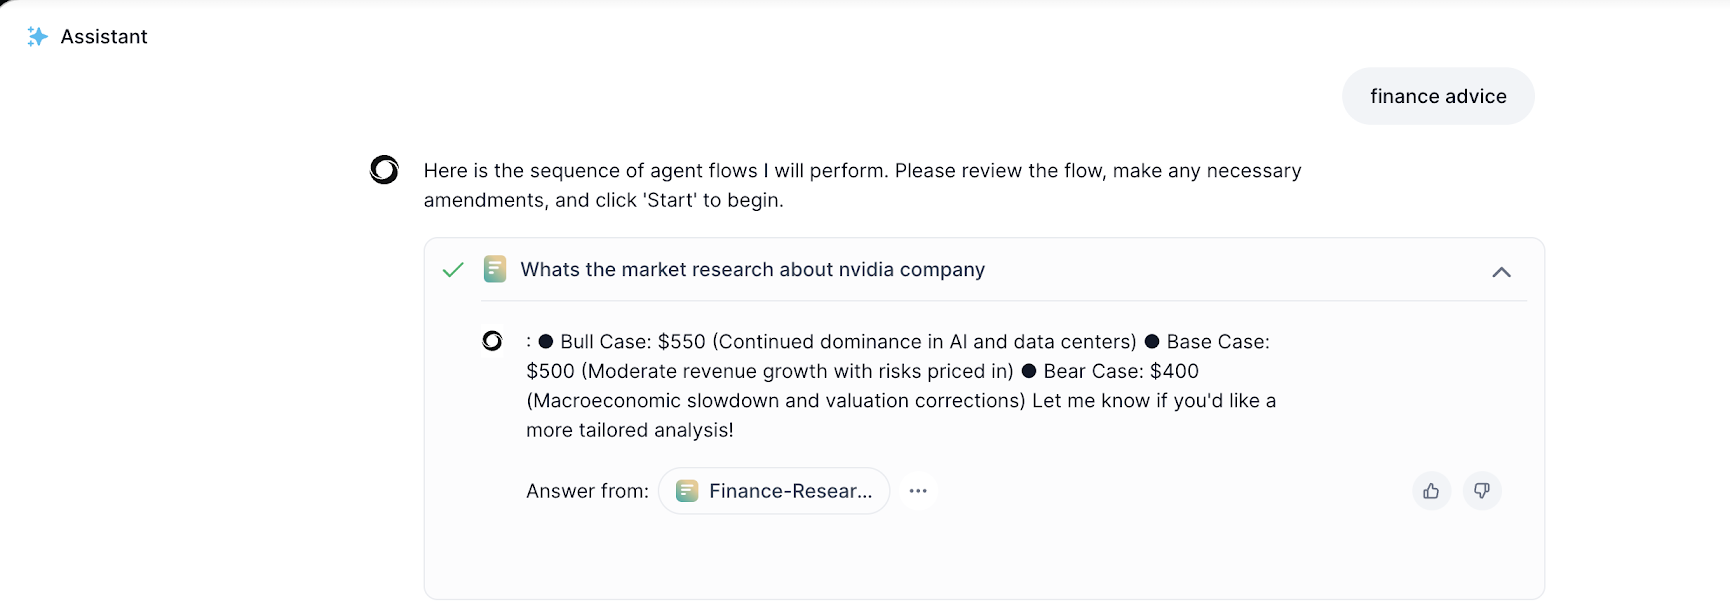 Assistant
finance advice
Here is the sequence of agent flows I will perform. Please review the flow, make any necessary
amendments, and click 'Start' to begin.
Whats the market research about nvidia company
: ● Bull Case: $550 (Continued dominance in AI and data centers) ● Base Case:
$500 (Moderate revenue growth with risks priced in) ● Bear Case: $400
(Macroeconomic slowdown and valuation corrections) Let me know if you'd like a
more tailored analysis!
Answer from: Finance-Resear...